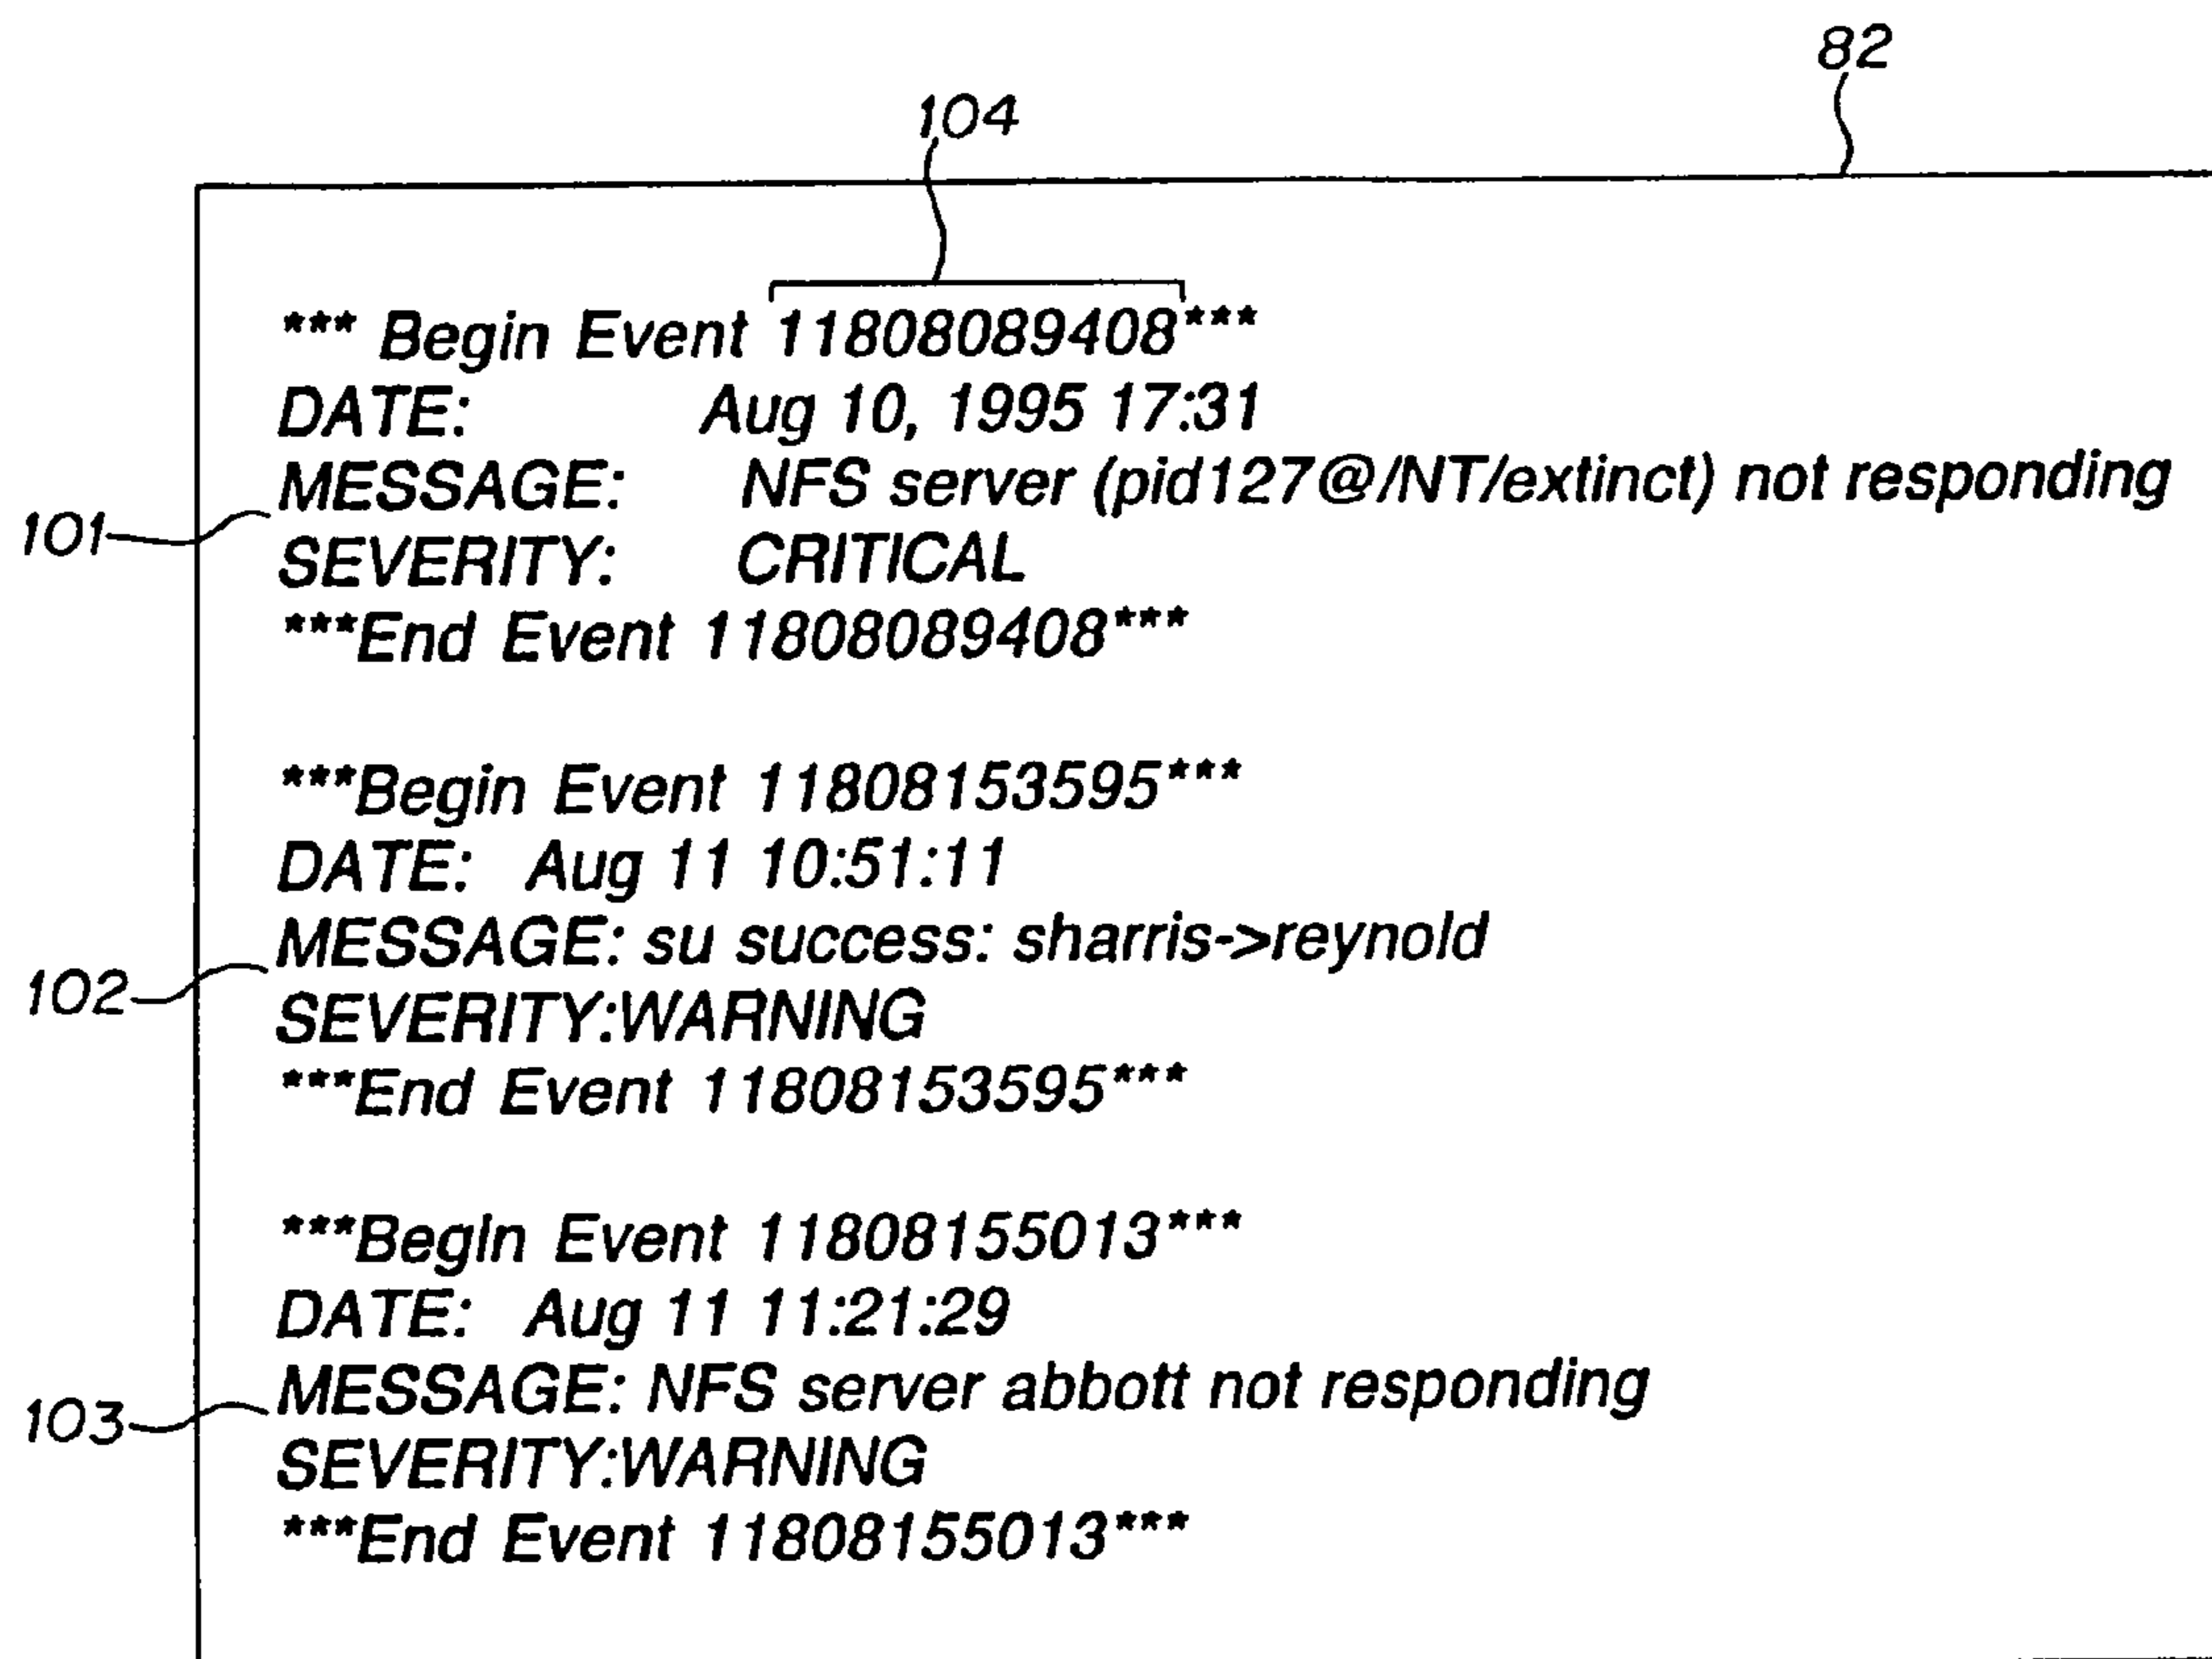 82
104
*** Begin Event 11808089408***
DATE: Aug 10, 1995 17:31
MESSAGE: NFS server (pid127@/NT/extinct) not responding
101
SEVERITY: CRITICAL
***End Event 11808089408***
***Begin Event 11808153595***
DATE: Aug 11 10:51:11
MESSAGE: su success: sharris->reynold
102
SEVERITY:WARNING
***End Event 11808153595***
***Begin Event 11808155013***
DATE: Aug 11 11:21:29
MESSAGE: NFS server abbott not responding
103
SEVERITY:WARNING
***End Event 11808155013***